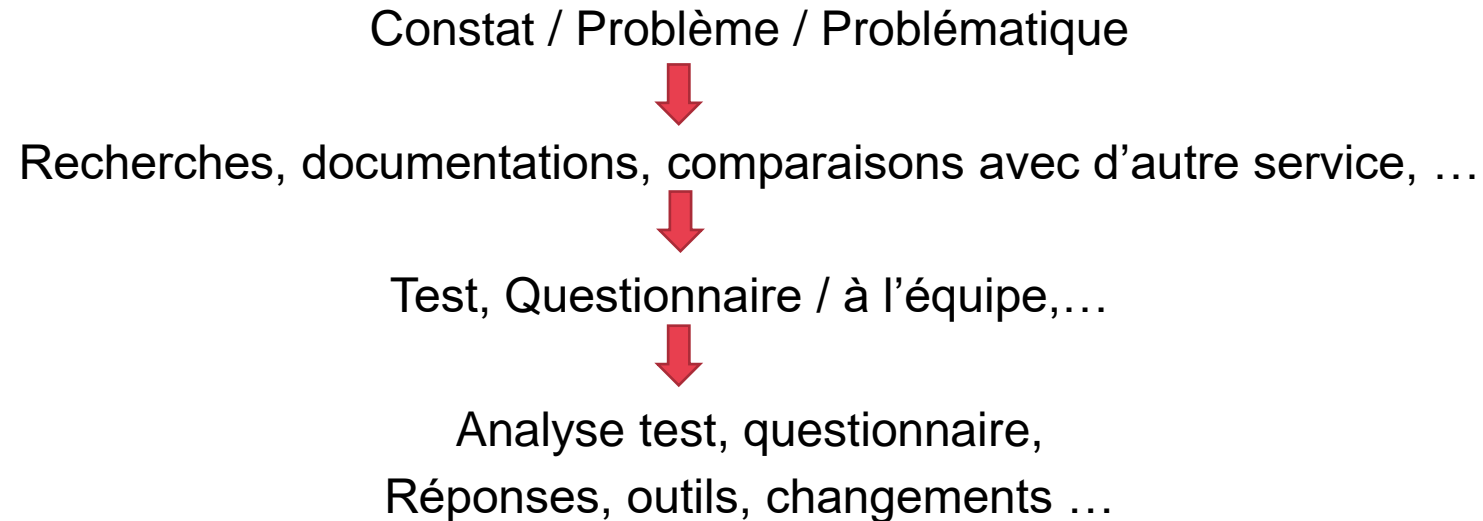 Constat / Problème / Problématique
Recherches, documentations, comparaisons avec d’autre service, …
Test, Questionnaire / à l’équipe,…
Analyse test, questionnaire,
Réponses, outils, changements …